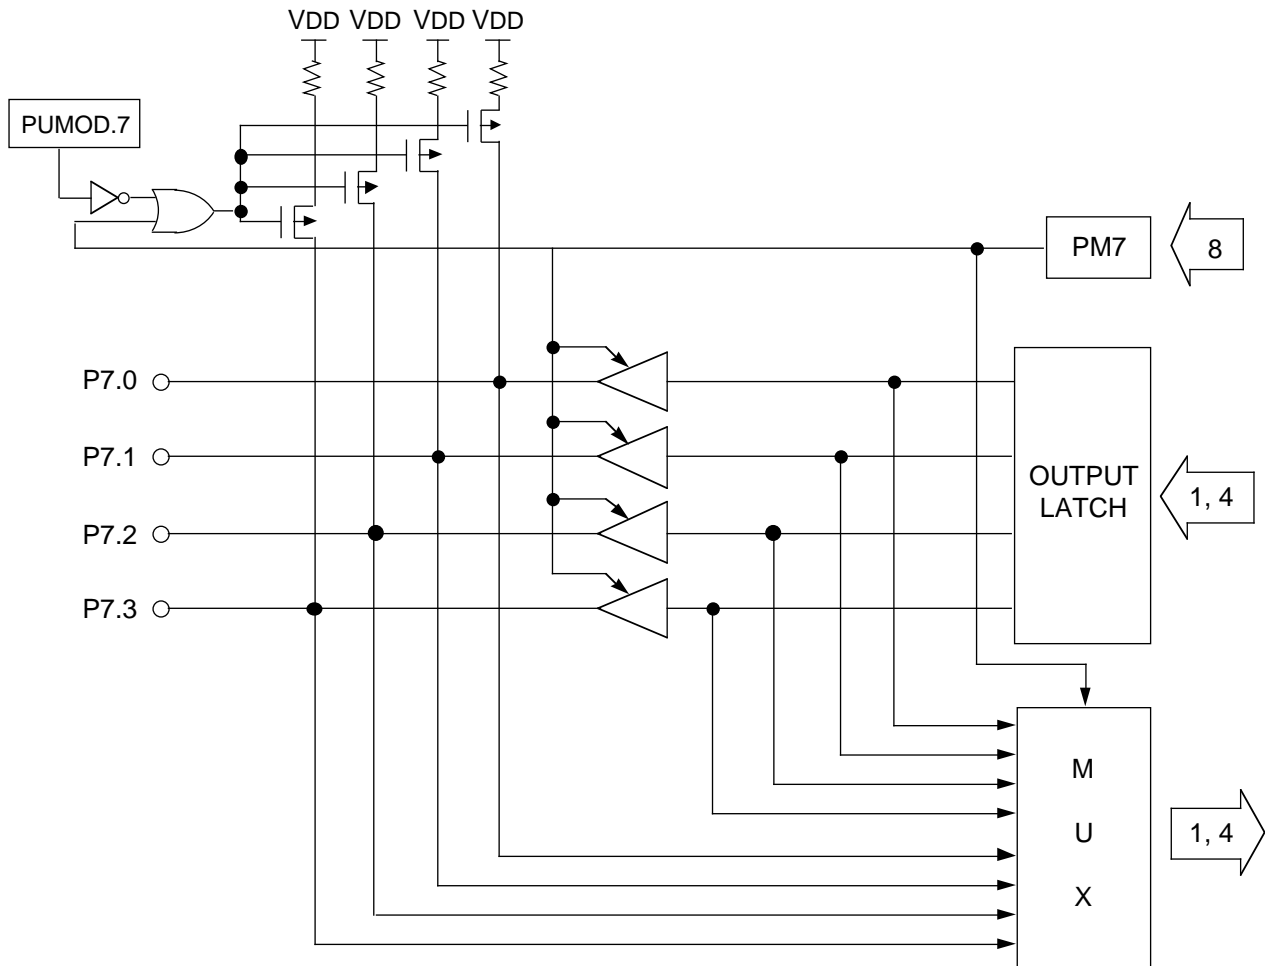 VDD VDD VDD VDD
PUMOD.7
PM7
8
P7.0
P7.1
P7.2
P7.3
OUTPUT
LATCH
1, 4
M
U
X
1, 4